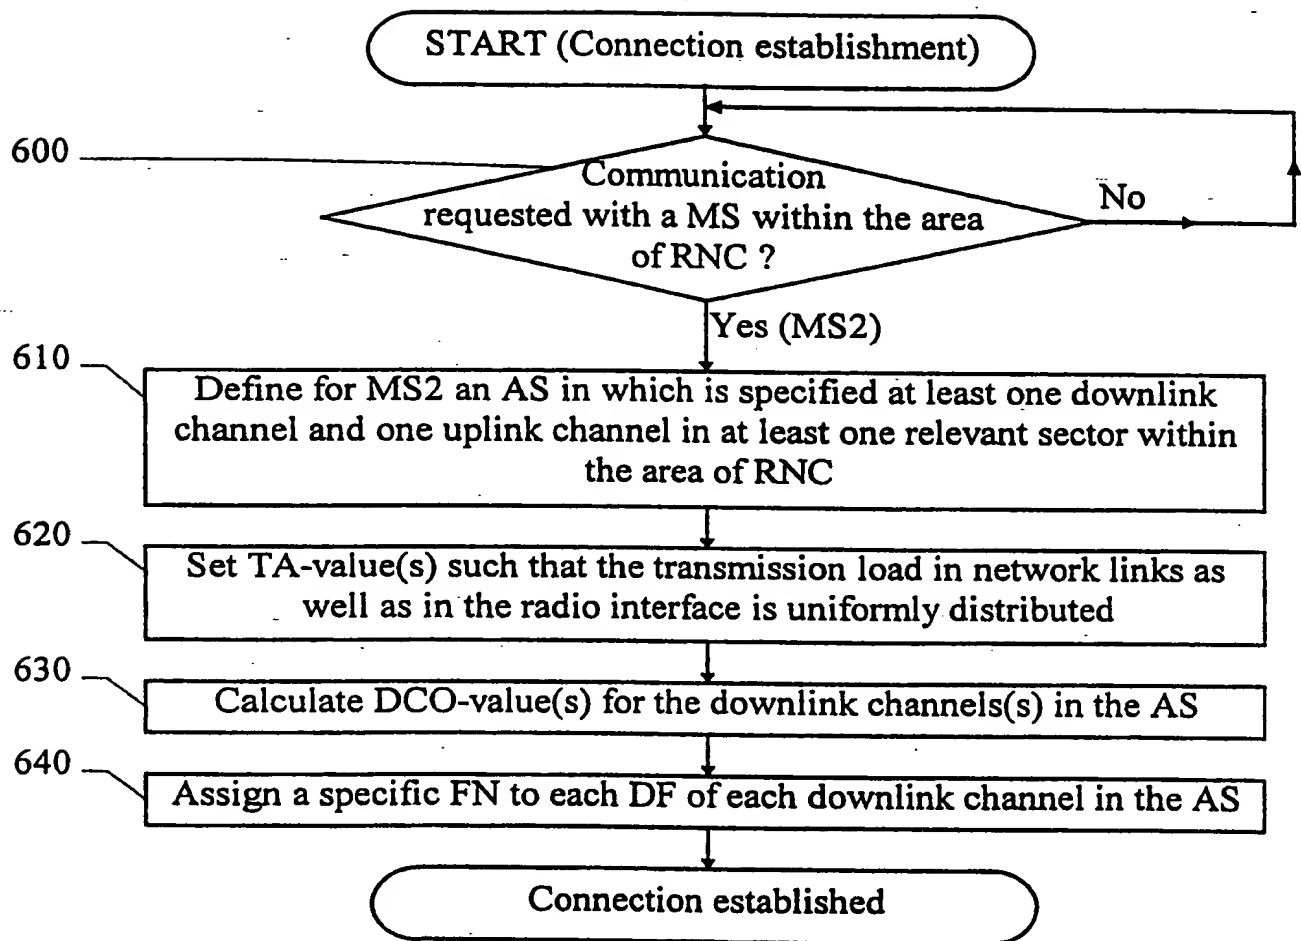 START (Connection establishment)
600
Communication
requested with a MS within the area
of RNC ?
No
Yes (MS2)
610
Define for MS2 an AS in which is specified at least one downlink
channel and one uplink channel in at least one relevant sector within
the area of RNC
620
Set TA-value(s) such that the transmission load in network links as
well as in the radio interface is uniformly distributed
630
Calculate DCO-value(s) for the downlink channels(s) in the AS
640
Assign a specific FN to each DF of each downlink channel in the AS
Connection established